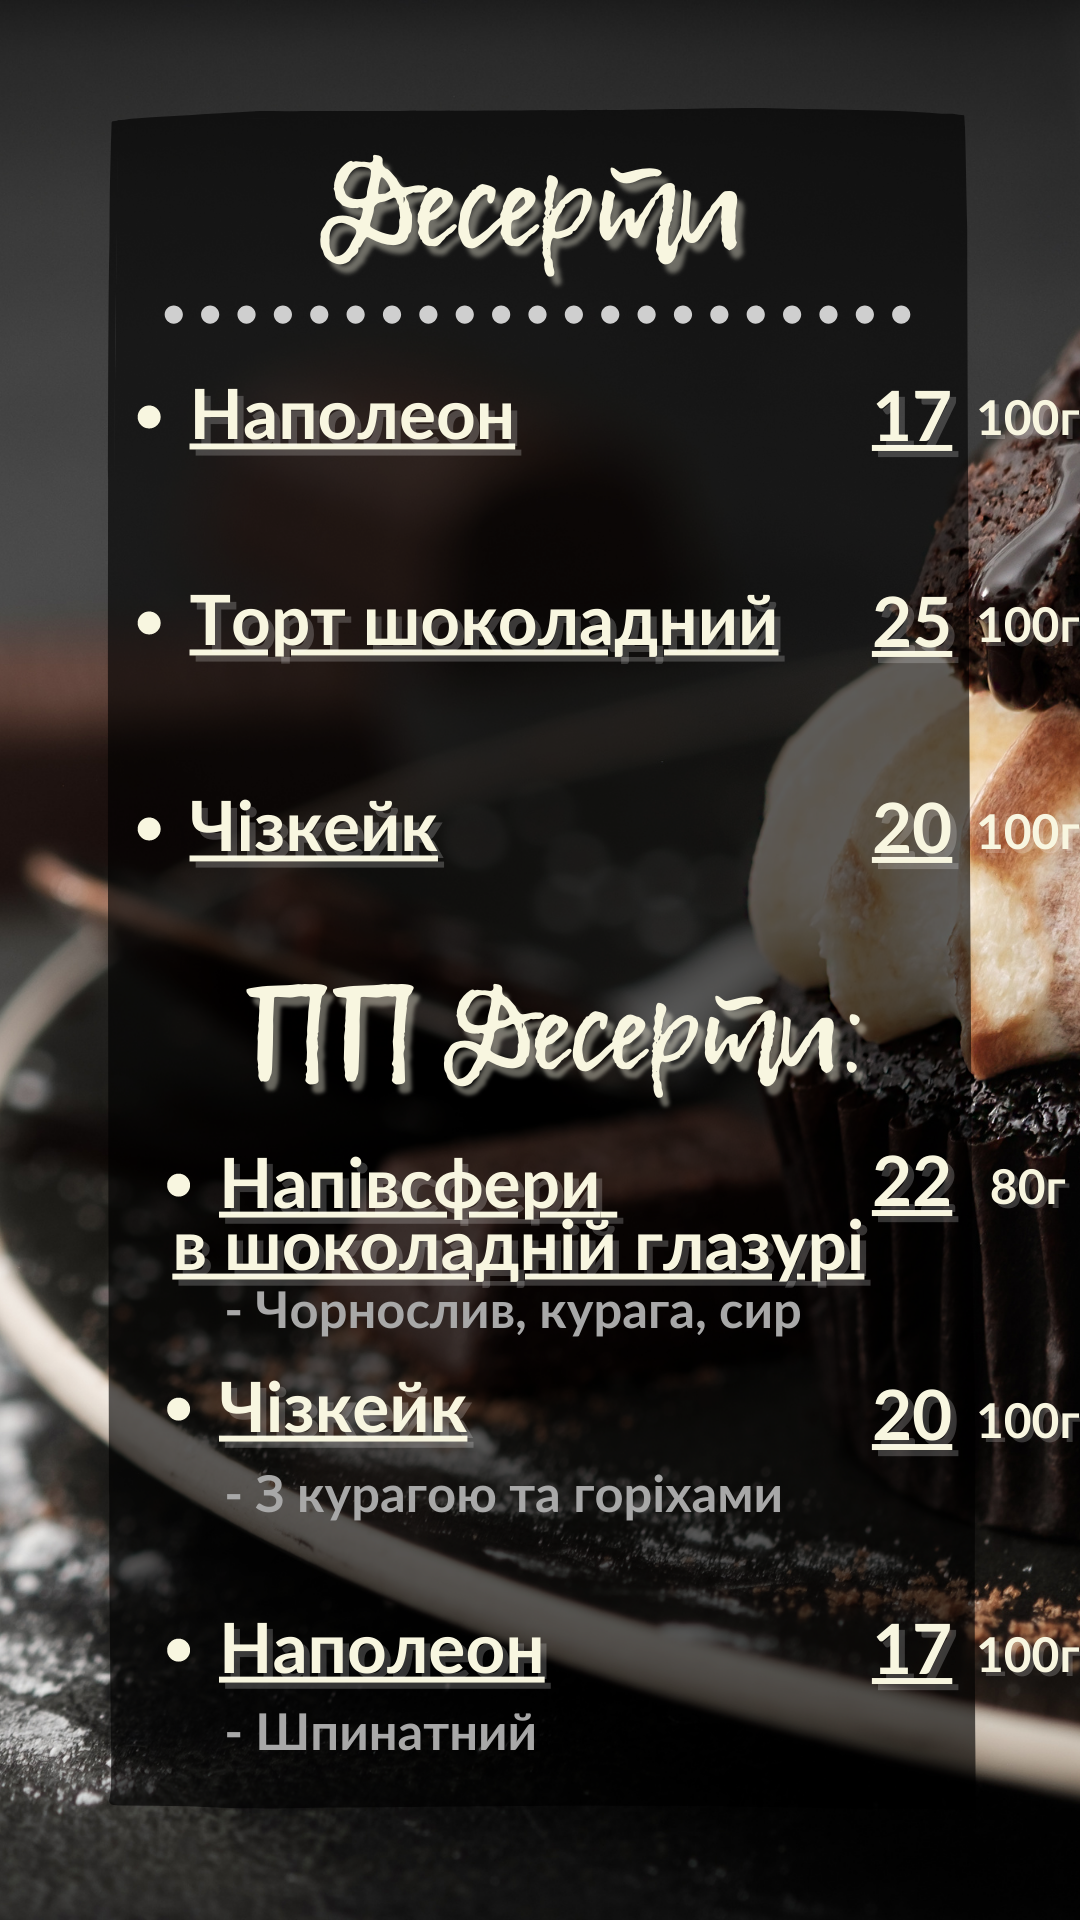 Десерти
• Наполеон 17 100г
• Торт шоколадний 25 100г
• Чізкейк 20 100г
ПП Десерти:
• Напівсфери 22 80г
в шоколадній глазурі
- Чорнослив, курага, сир
• Чізкейк 20 100г
- З курагою та горіхами
• Наполеон 17 100г
- Шпинатний